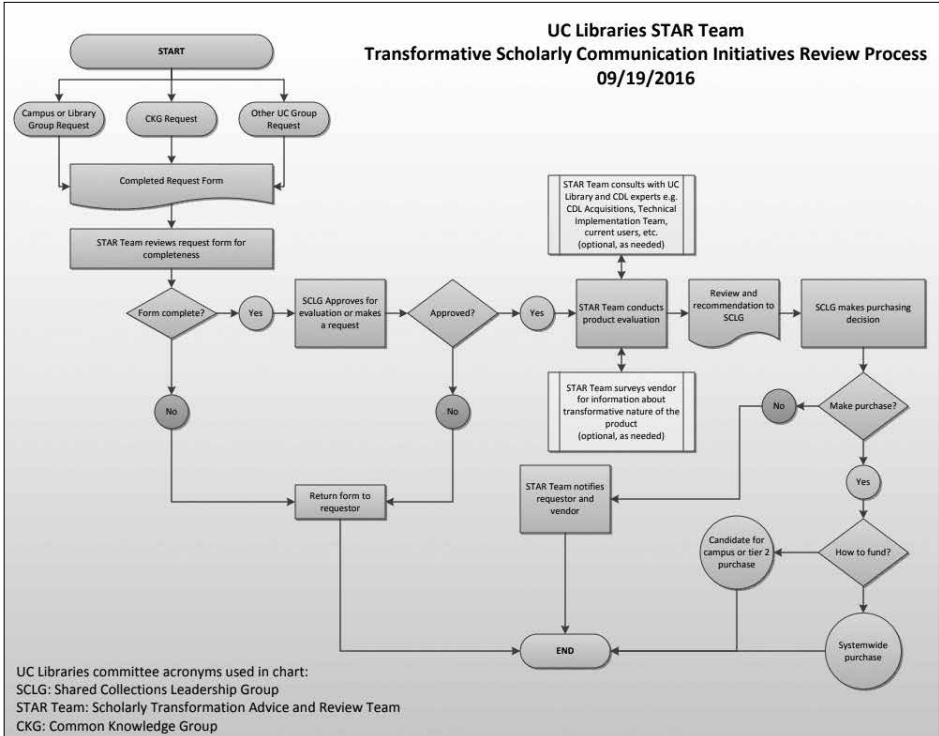 UC Libraries STAR Team
Transformative Scholarly Communication Initiatives Review Process
09/19/2016
START
Campus or Library
Group Request
CKG Request
Other UC Group
Request
Completed Request Form
STAR Team reviews request form for
completeness
Form complete?
Yes
No
SCLG Approves for
evaluation or makes
a request
Approved?
Yes
No
Return form to
requestor
STAR Team consults with UC
Library and CDL experts e.g.
CDL Acquisitions, Technical
Implementation Team,
current users, etc.
(optional, as needed)
STAR Team conducts
product evaluation
STAR Team surveys vendor
for information about
transformative nature of the
product
(optional, as needed)
Review and
recommendation to
SCLG
SCLG makes purchasing
decision
Make purchase?
No
Yes
STAR Team notifies
requestor and
vendor
How to fund?
Candidate for
campus or tier 2
purchase
Systemwide
purchase
END
UC Libraries committee acronyms used in chart:
SCLG: Shared Collections Leadership Group
STAR Team: Scholarly Transformation Advice and Review Team
CKG: Common Knowledge Group